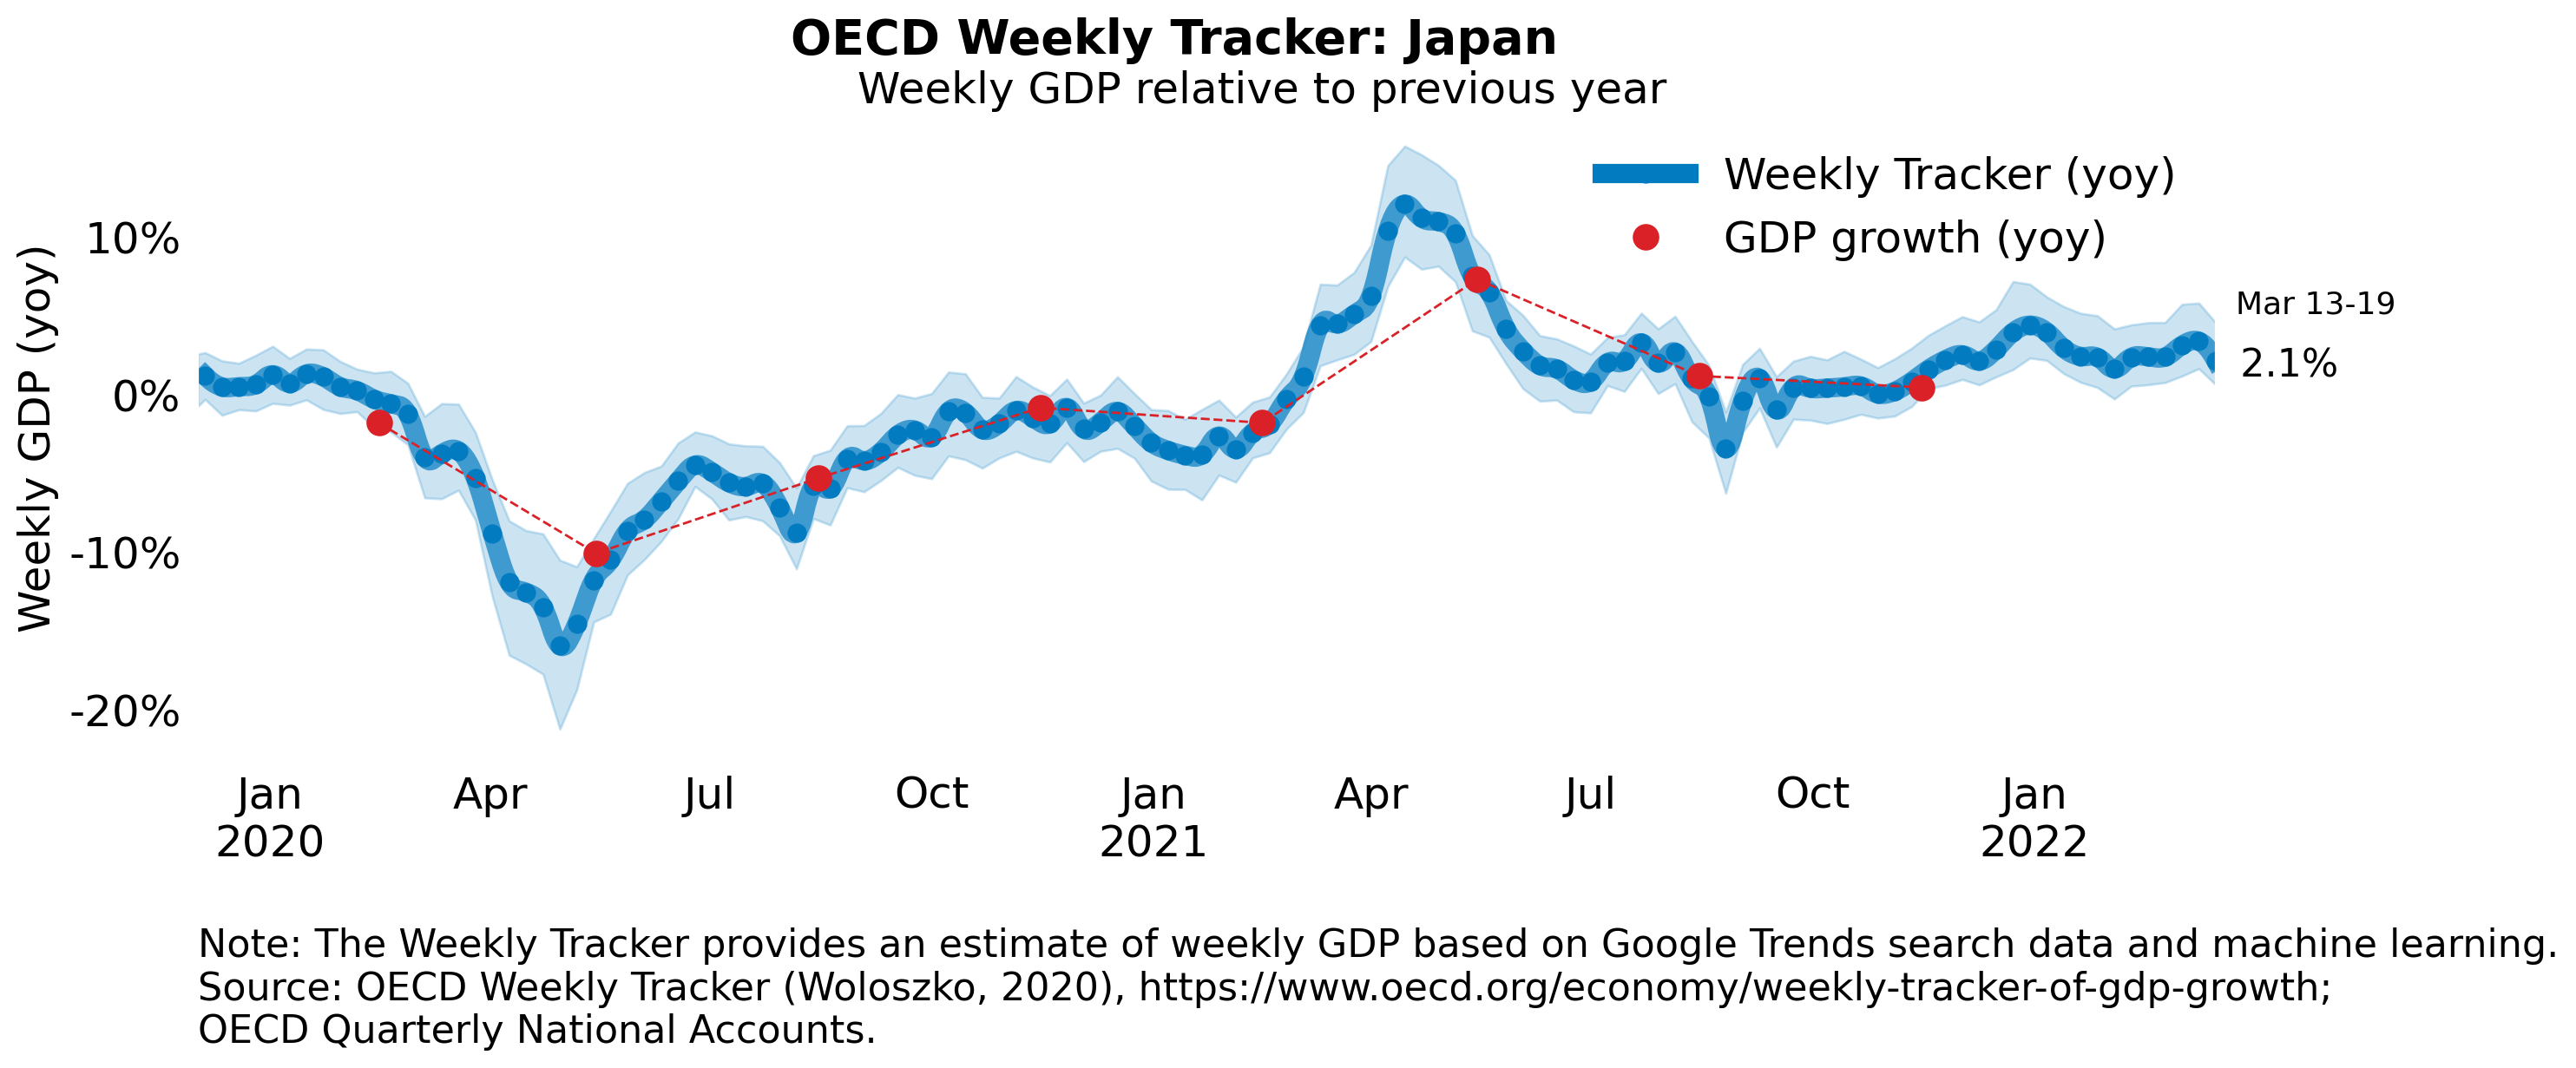 OECD Weekly Tracker: Japan
Weekly GDP relative to previous year
Weekly Tracker (yoy)
GDP growth (yoy)
Weekly GDP (yoy)
10%
0%
-10%
-20%
Mar 13-19
2.1%
Jan Apr Jul Oct Jan Apr Jul Oct Jan
2020 2021 2022
Note: The Weekly Tracker provides an estimate of weekly GDP based on Google Trends search data and machine learning.
Source: OECD Weekly Tracker (Woloszko, 2020), https://www.oecd.org/economy/weekly-tracker-of-gdp-growth;
OECD Quarterly National Accounts.